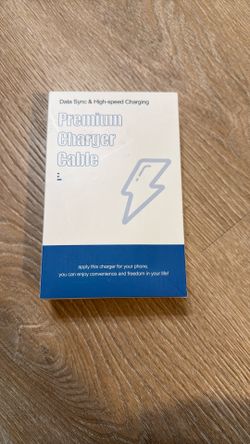 Data Sync & High-speed Charging
Premium
Charger
Cable
apply this charger for your phone,
you can enjoy convenience and freedom in your life!